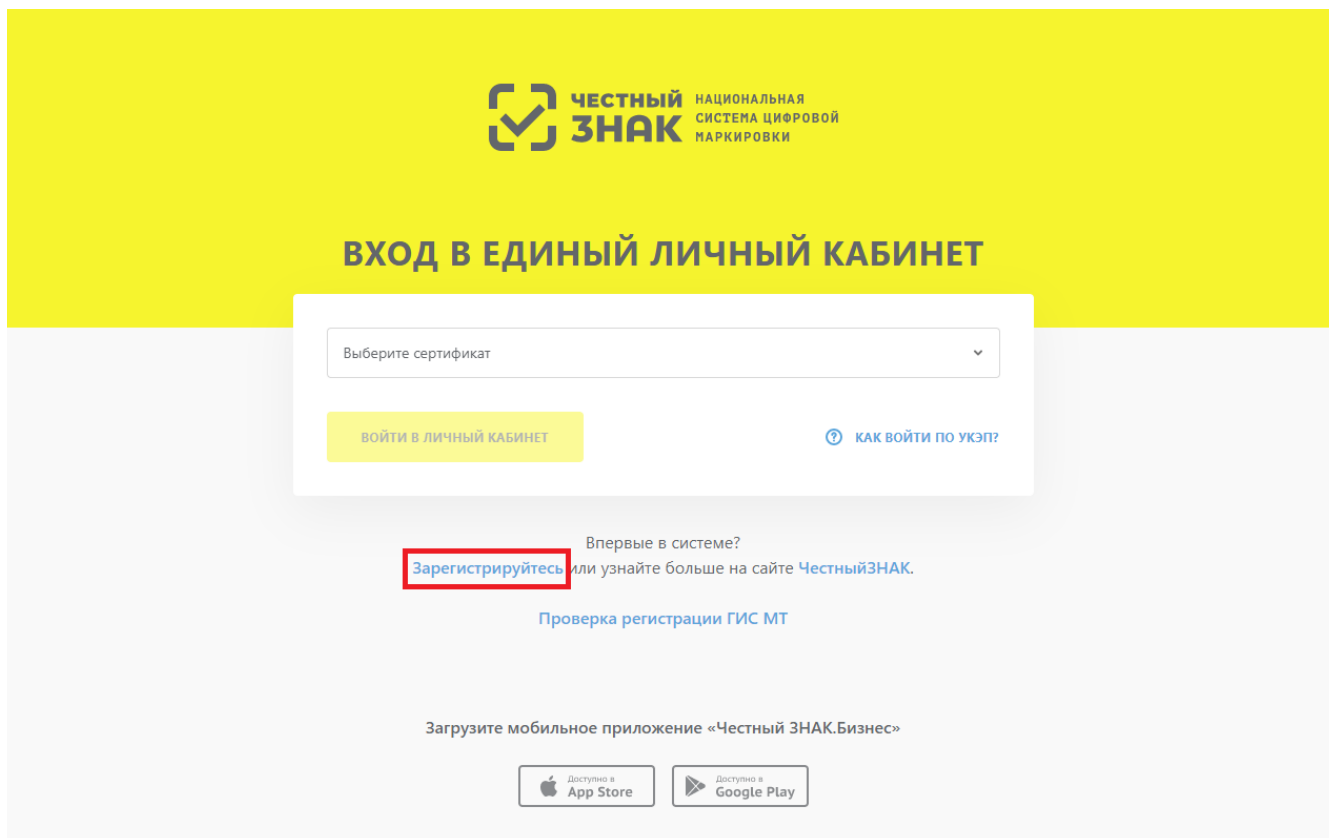 ЧЕСТНЫЙ
ЗНАК
НАЦИОНАЛЬНАЯ
СИСТЕМА ЦИФРОВОЙ
МАРКИРОВКИ
ВХОД В ЕДИНЫЙ ЛИЧНЫЙ КАБИНЕТ
Выберите сертификат
ВОЙТИ В ЛИЧНЫЙ КАБИНЕТ
? КАК ВОЙТИ ПО УКЭП?
Впервые в системе?
Зарегистрируйтесь или узнайте больше на сайте ЧестныйЗНАК.
Проверка регистрации ГИС МТ
Загрузите мобильное приложение «Честный ЗНАК.Бизнес»
Доступно в
App Store
Доступно в
Google Play